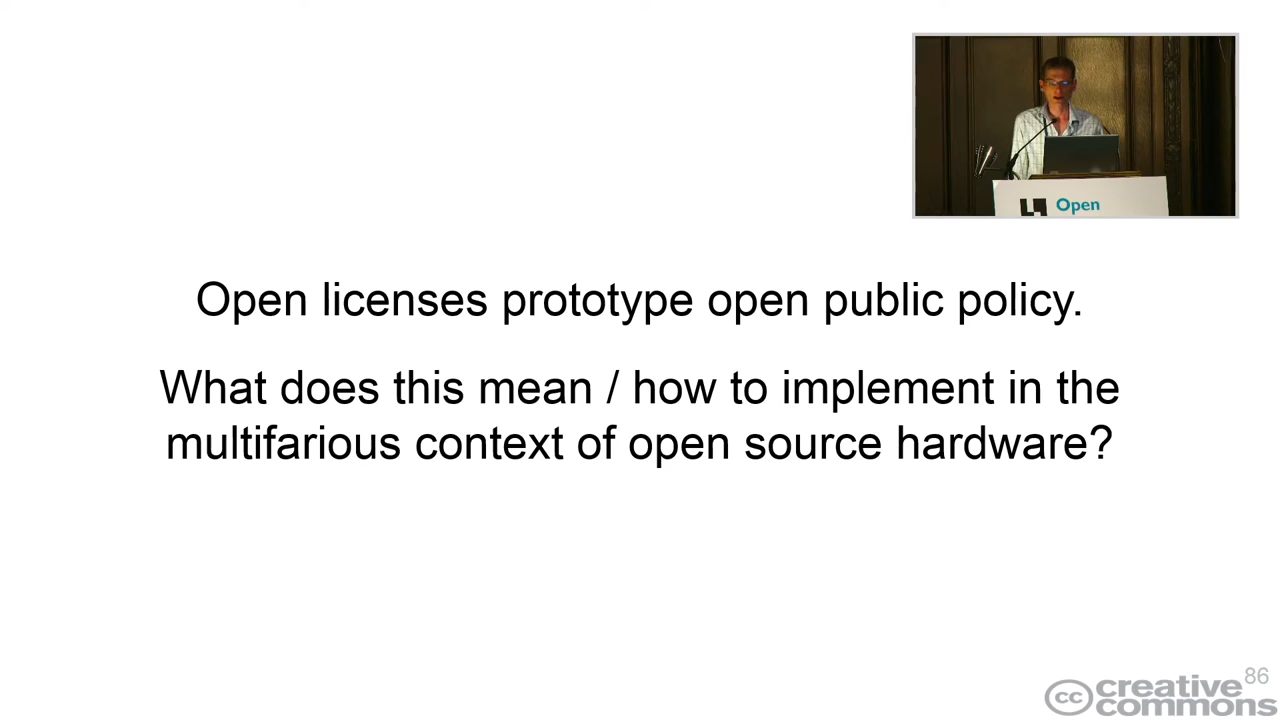 Open
Open licenses prototype open public policy.
What does this mean / how to implement in the
multifarious context of open source hardware?
86
cc creative
commons